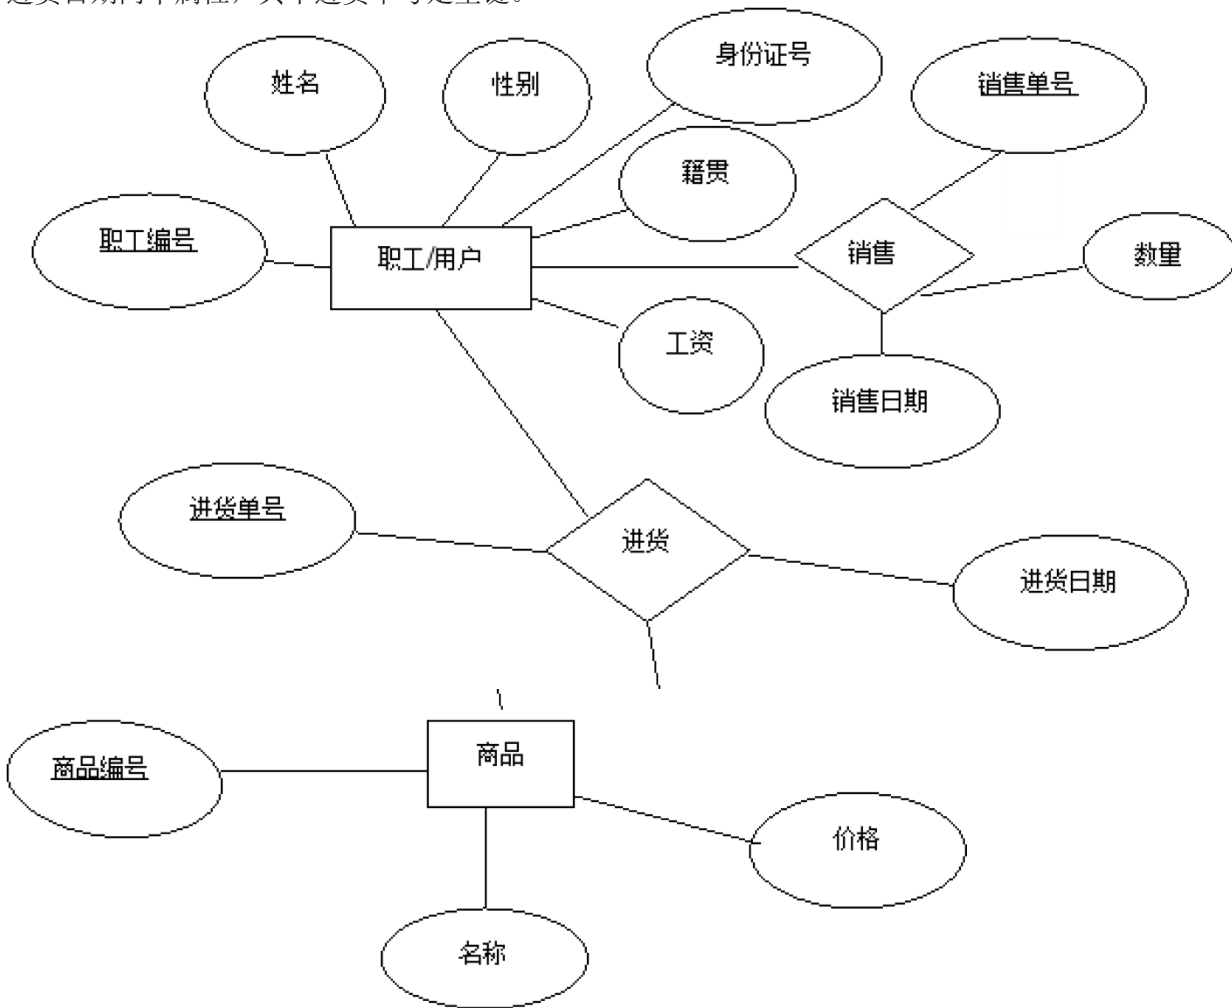 身份证号
姓名
性别
销售单号
籍贯
职工编号
职工/用户
销售
数量
工资
销售日期
进货单号
进货
进货日期
商品
商品编号
价格
名称